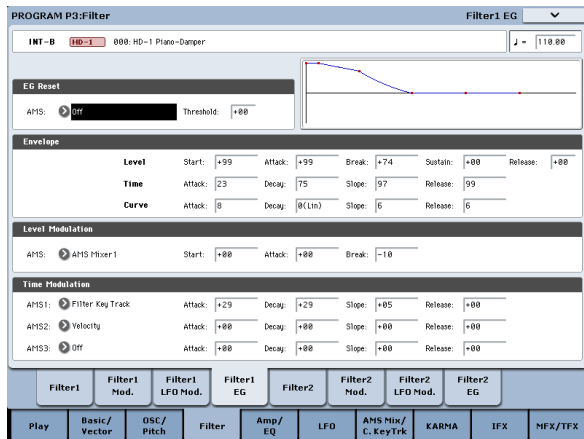 PROGRAM P3:Filter Filter1 EG
INT-B HD-1 000: HD-1 Piano-Damper ♩ = 110.00
EG Reset
AMS: Off Threshold: +00
Envelope
Level Start: +99 Attack: +99 Break: +74 Sustain: +00 Release: +00
Time Attack: 23 Decay: 75 Slope: 97 Release: 99
Curve Attack: 8 Decay: 0(Lin) Slope: 6 Release: 6
Level Modulation
AMS: AMS Mixer1 Start: +00 Attack: +00 Break: -10
Time Modulation
AMS1: Filter Key Track Attack: +29 Decay: +29 Slope: +05 Release: +00
AMS2: Velocity Attack: +00 Decay: +00 Slope: +00 Release: +00
AMS3: Off Attack: +00 Decay: +00 Slope: +00 Release: +00
Filter1 Filter1 Mod. Filter1 LFO Mod. Filter1 EG Filter2 Filter2 Mod. Filter2 LFO Mod. Filter2 EG
Play Basic/Vector OSC/Pitch Filter Amp/EQ LFO AMS Mix/C.KeyTrk KARMA IFX MFX/TFX